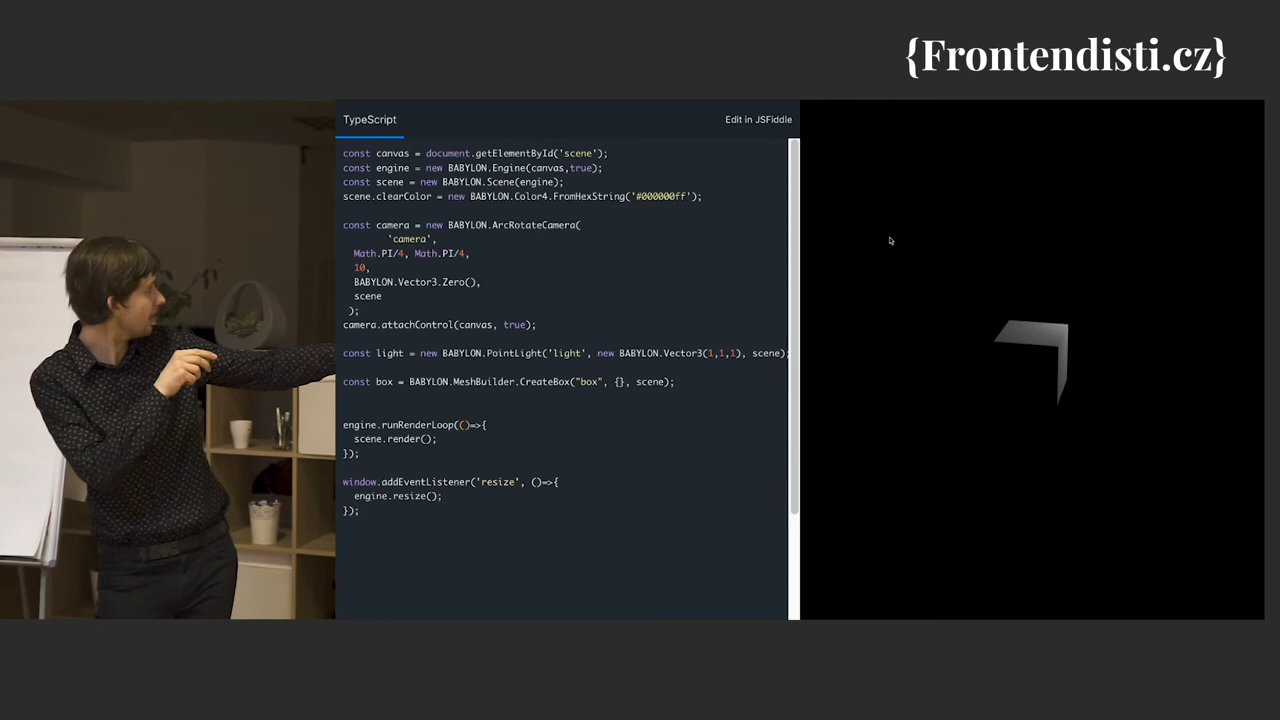 {Frontendisti.cz}
TypeScript
Edit in JSFiddle
const canvas = document.getElementById('scene');
const engine = new BABYLON.Engine(canvas,true);
const scene = new BABYLON.Scene(engine);
scene.clearColor = new BABYLON.Color4.FromHexString('#000000ff');
const camera = new BABYLON.ArcRotateCamera(
'camera',
Math.PI/4, Math.PI/4,
10,
BABYLON.Vector3.Zero(),
scene
);
camera.attachControl(canvas, true);
const light = new BABYLON.PointLight('light', new BABYLON.Vector3(1,1,1), scene);
const box = BABYLON.MeshBuilder.CreateBox("box", {}, scene);
engine.runRenderLoop(()=>{
scene.render();
});
window.addEventListener('resize', ()=>{
engine.resize();
});